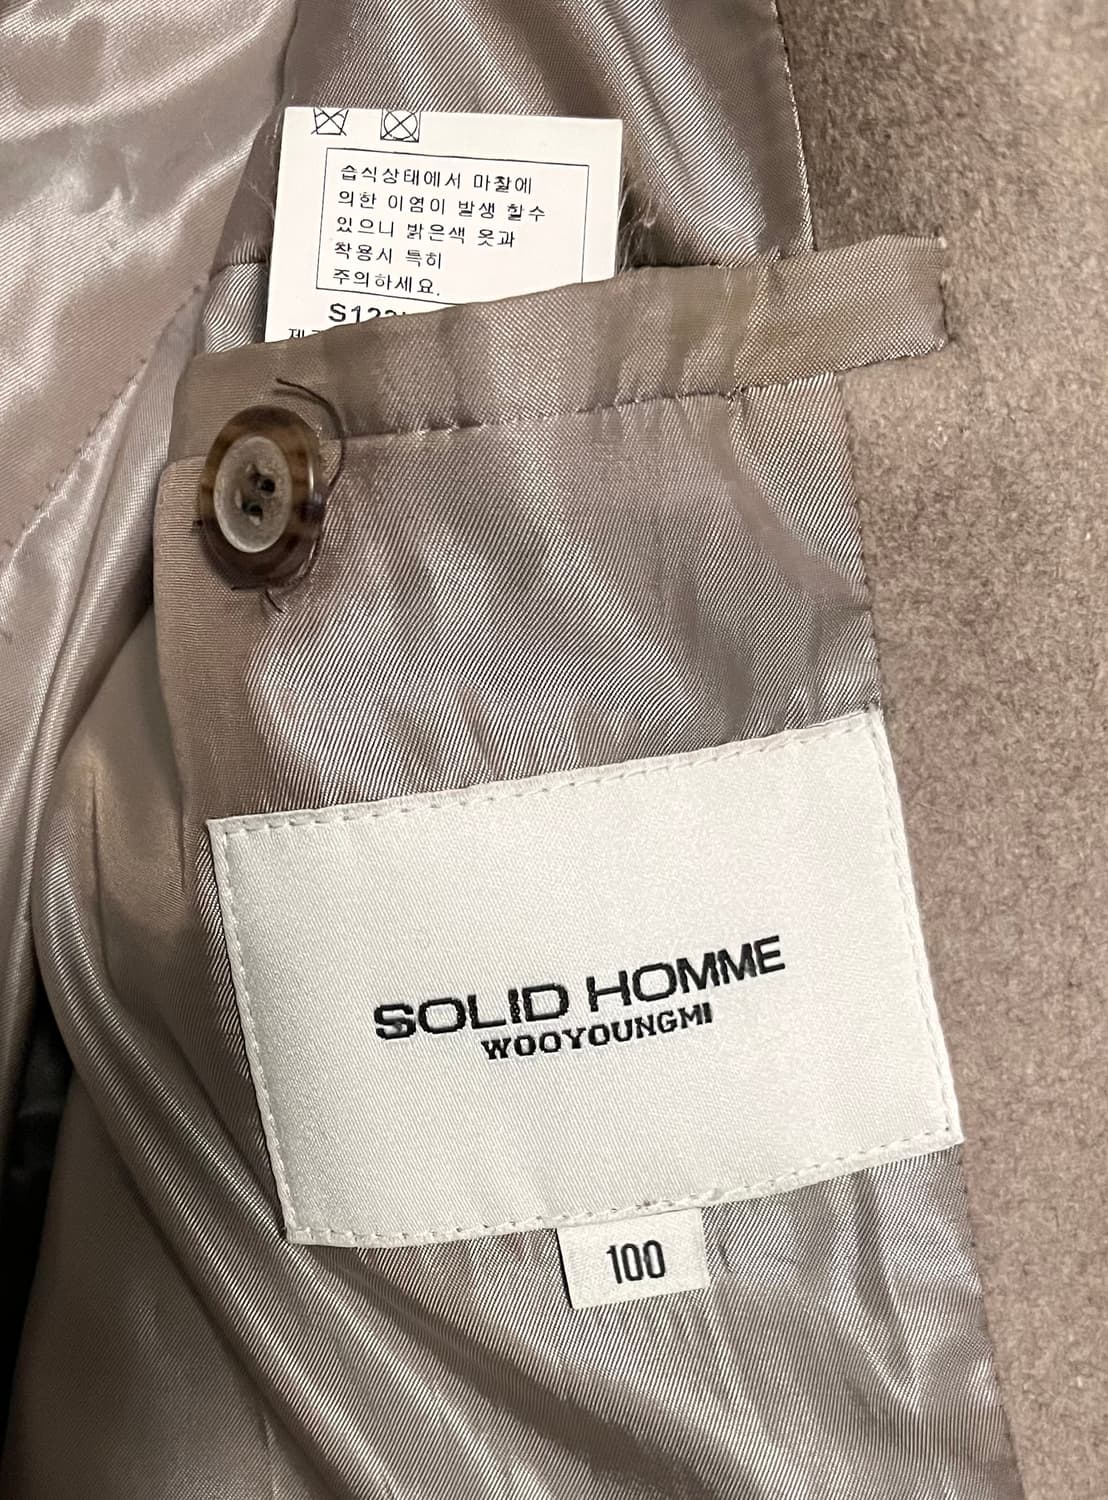 습식상태에서 마찰에
의한 이염이 발생 할수
있으니 밝은색 옷과
착용시 특히
주의하세요.
SOLID HOMME
WOOYOUNGMI
100